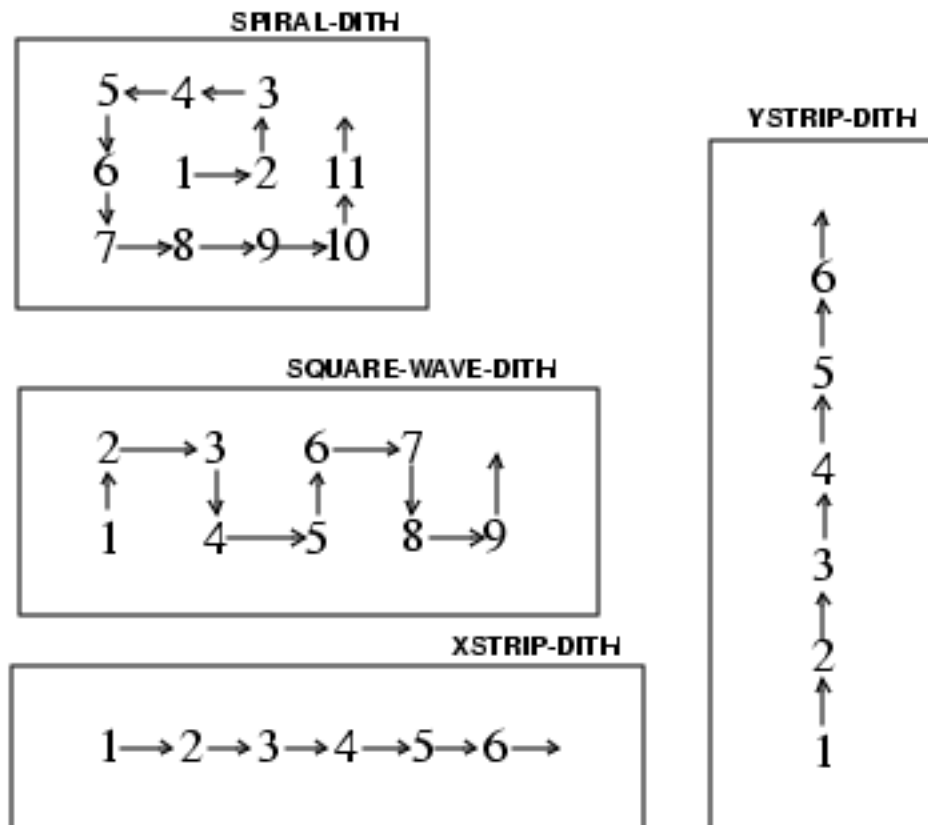 SPIRAL-DITH
5 4 3
6 1 2 11
7 8 9 10
SQUARE-WAVE-DITH
2 3 6 7
1 4 5 8 9
XSTRIP-DITH
1 2 3 4 5 6
YSTRIP-DITH
6
5
4
3
2
1